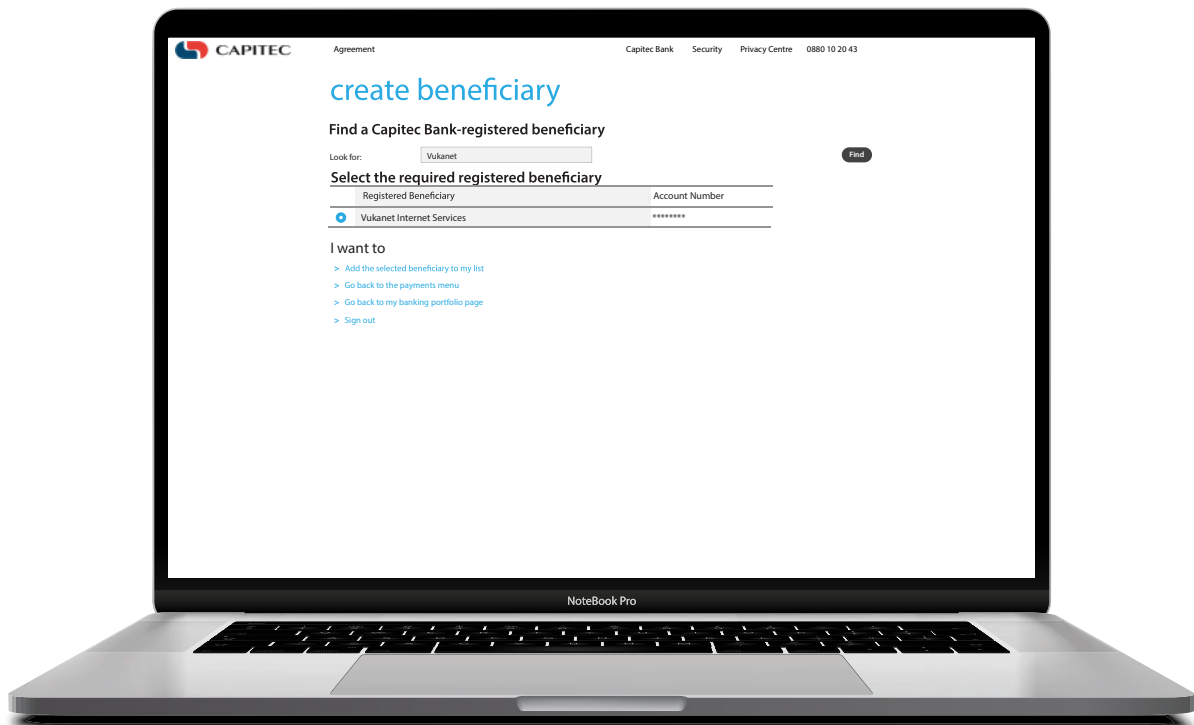 CAPITEC Agreement Capitec Bank Security Privacy Centre 0880 10 20 43
create beneficiary
Find a Capitec Bank-registered beneficiary
Look for: Vukanet Find
Select the required registered beneficiary
Registered Beneficiary Account Number
Vukanet Internet Services ********
I want to
> Add the selected beneficiary to my list
> Go back to the payments menu
> Go back to my banking portfolio page
> Sign out
NoteBook Pro